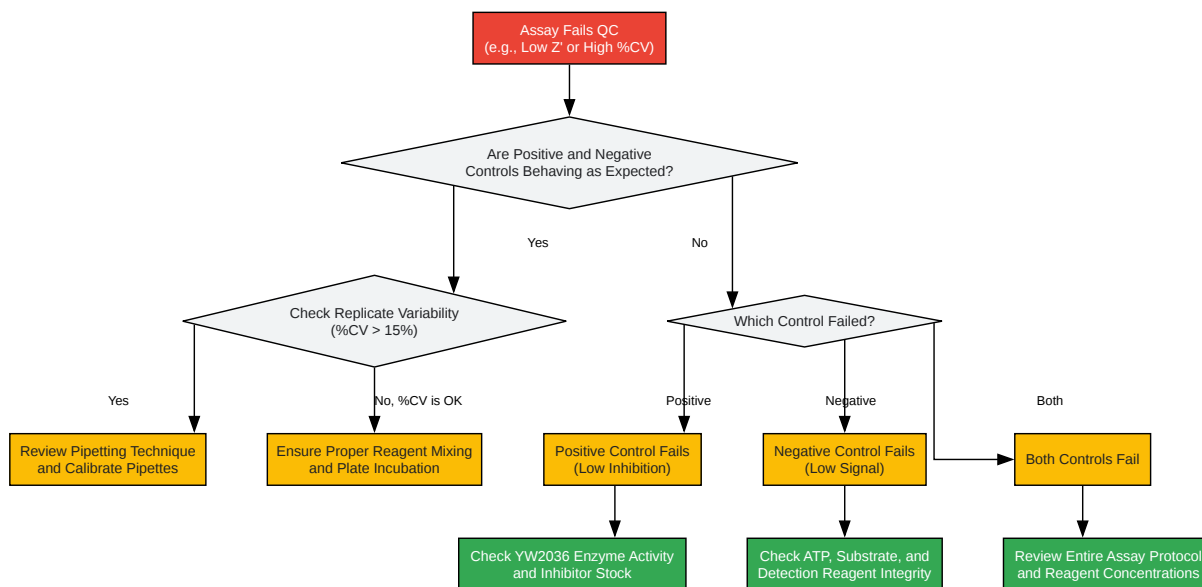 Assay Fails QC
(e.g., Low Z' or High %CV)
Are Positive and Negative
Controls Behaving as Expected?
Yes
No
Check Replicate Variability
(%CV > 15%)
Which Control Failed?
Yes
No, %CV is OK
Positive
Negative
Both
Review Pipetting Technique
and Calibrate Pipettes
Ensure Proper Reagent Mixing
and Plate Incubation
Positive Control Fails
(Low Inhibition)
Negative Control Fails
(Low Signal)
Both Controls Fail
Check YW2036 Enzyme Activity
and Inhibitor Stock
Check ATP, Substrate, and
Detection Reagent Integrity
Review Entire Assay Protocol
and Reagent Concentrations